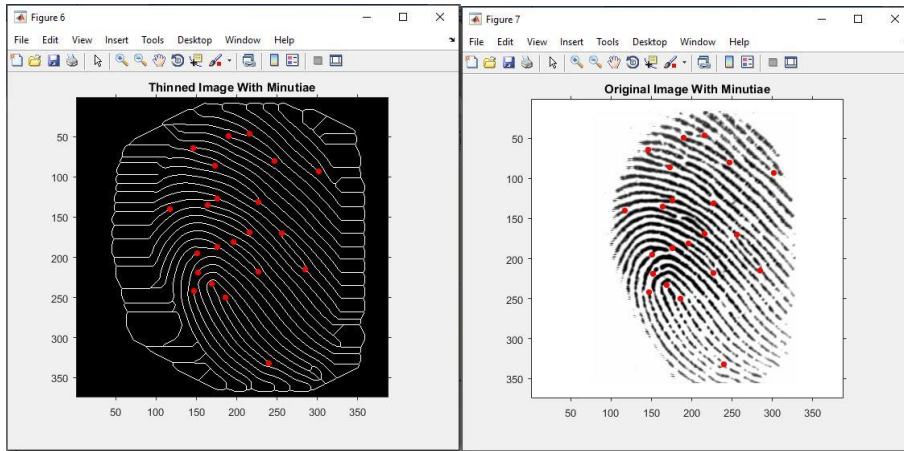 Figure 6
File Edit View Insert Tools Desktop Window Help
Thinned Image With Minutiae
50
100
150
200
250
300
350
50 100 150 200 250 300 350
Figure 7
File Edit View Insert Tools Desktop Window Help
Original Image With Minutiae
50
100
150
200
250
300
350
50 100 150 200 250 300 350